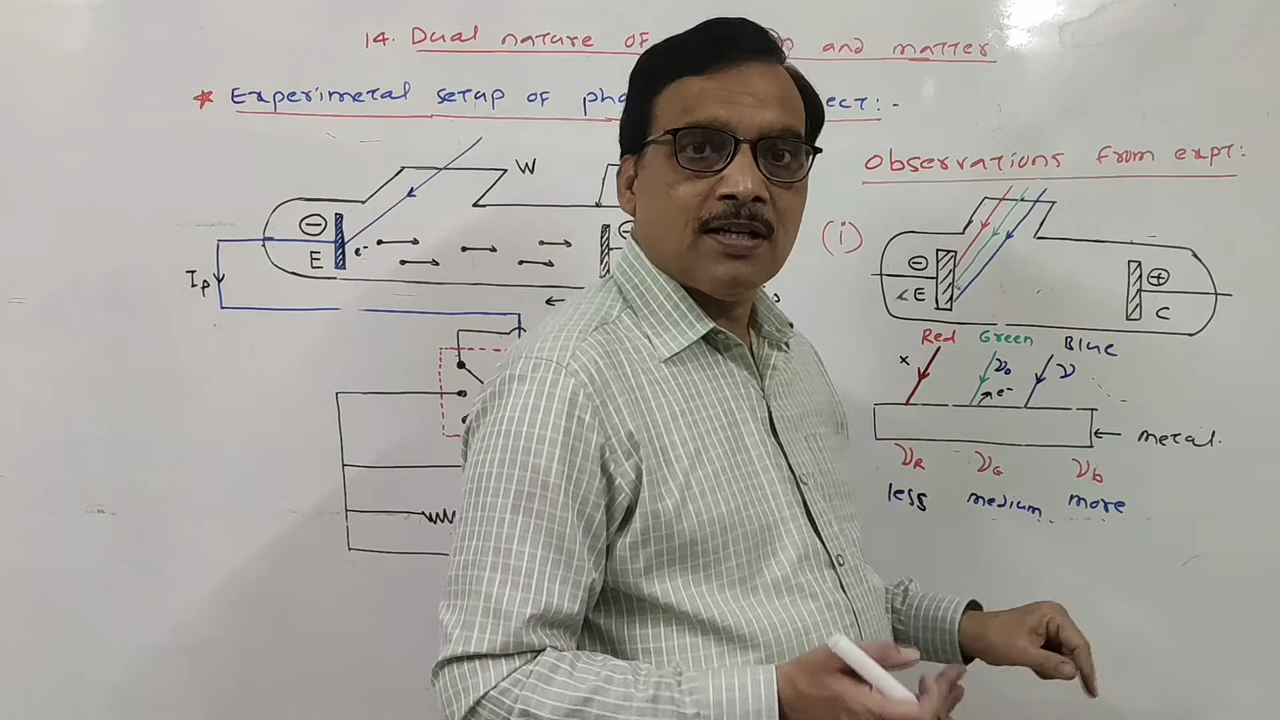 14. Dual nature of and matter
* Experimetal setup of pho ect:-
W
Observations from expt:
(i)
⊖
E
e-
Ip
⊖
E
⊕
C
Red Green Blue
x ν₀ ν
e-
metal.
νR νG νb
less medium more